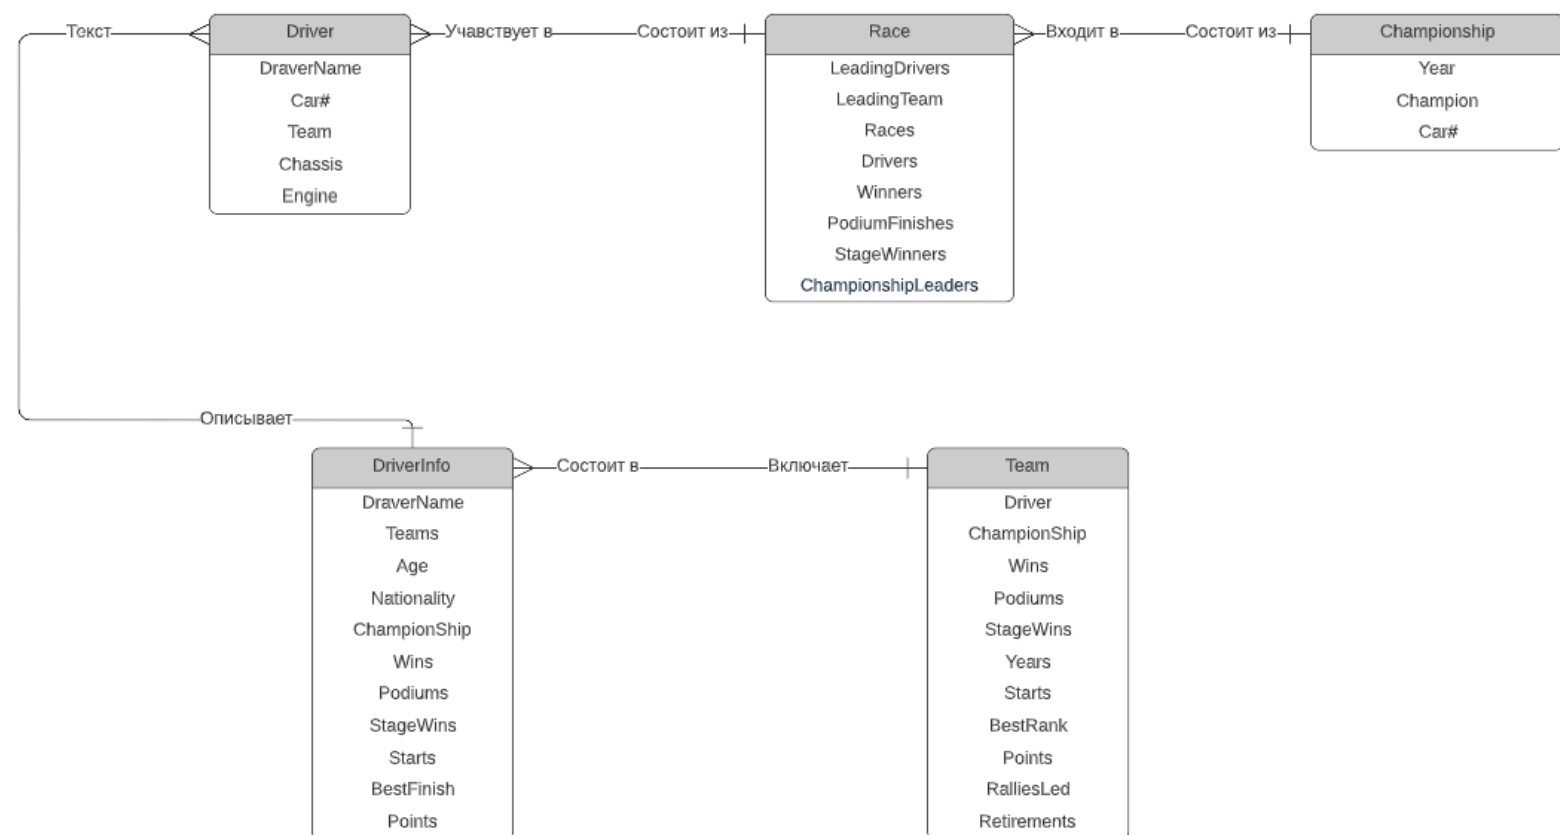 Текст
Driver
Учавствует в
Состоит из
Race
Входит в
Состоит из
Championship
DraverName
Car#
Team
Chassis
Engine
LeadingDrivers
LeadingTeam
Races
Drivers
Winners
PodiumFinishes
StageWinners
ChampionshipLeaders
Year
Champion
Car#
Описывает
DriverInfo
Состоит в
Включает
Team
DraverName
Teams
Age
Nationality
ChampionShip
Wins
Podiums
StageWins
Starts
BestFinish
Points
Driver
ChampionShip
Wins
Podiums
StageWins
Years
Starts
BestRank
Points
RalliesLed
Retirements